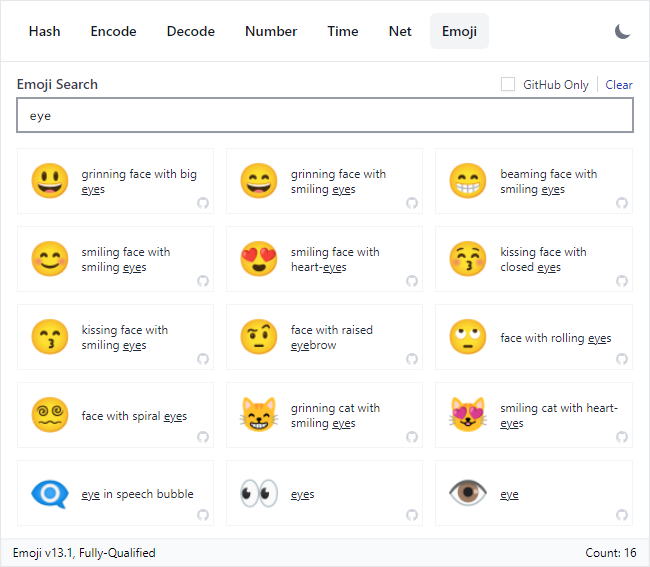 Hash Encode Decode Number Time Net Emoji
Emoji Search GitHub Only Clear
eye
grinning face with big
eyes
grinning face with
smiling eyes
beaming face with
smiling eyes
smiling face with
smiling eyes
smiling face with
heart-eyes
kissing face with
closed eyes
kissing face with
smiling eyes
face with raised
eyebrow
face with rolling eyes
face with spiral eyes
grinning cat with
smiling eyes
smiling cat with heart-
eyes
eye in speech bubble
eyes
eye
Emoji v13.1, Fully-Qualified Count: 16